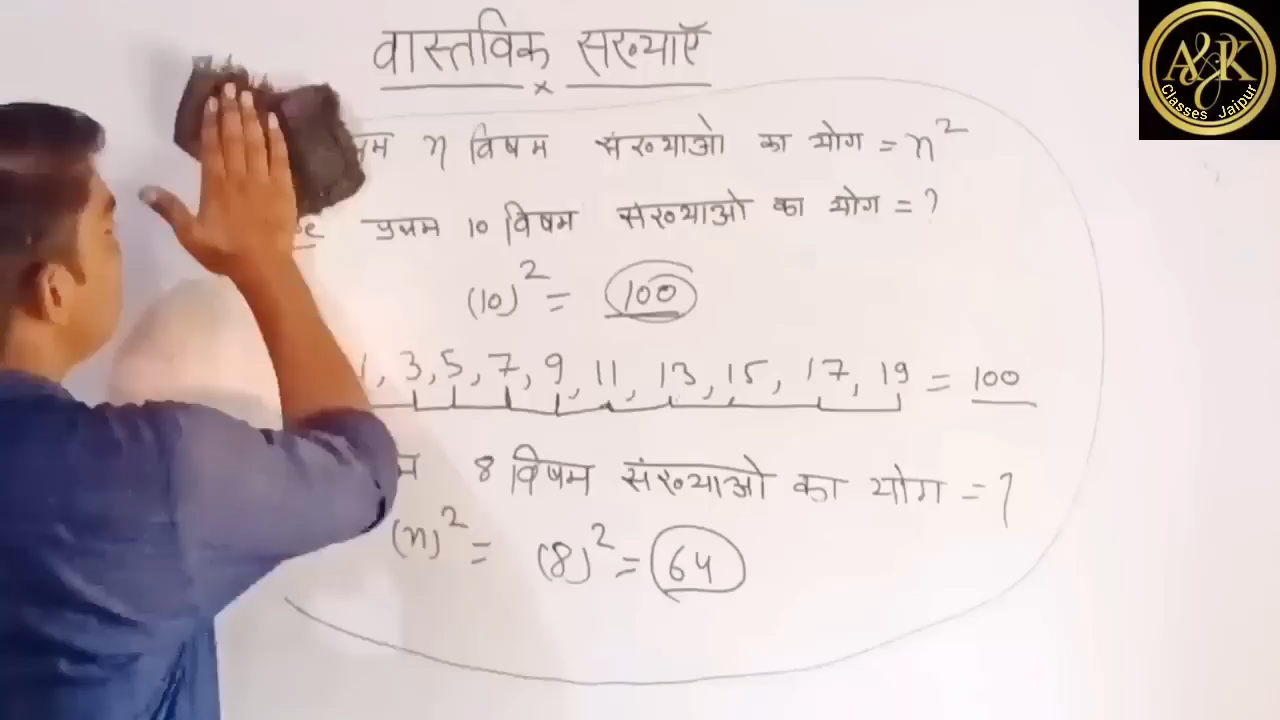 वास्तविक संख्याएँ
n विषम संख्याओ का योग = n²
प्रथम 10 विषम संख्याओ का योग = ?
(10)² = 100
1, 3, 5, 7, 9, 11, 13, 15, 17, 19 = 100
8 विषम संख्याओ का योग = ?
(n)² = (8)² = 64
A&K
Classes Jaipur